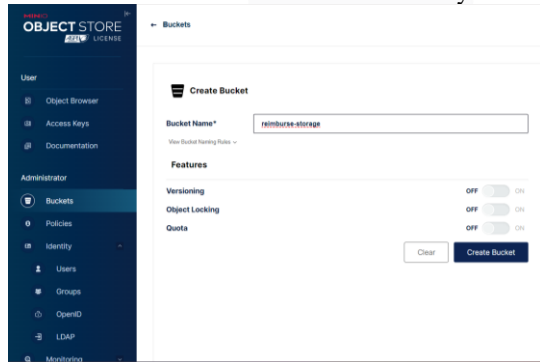 OBJECT STORE
LICENSE
← Buckets
User
Object Browser
Access Keys
Documentation
Administrator
Buckets
Policies
Identity
Users
Groups
OpenID
LDAP
Monitoring
Create Bucket
Bucket Name*
reimburse-storage
View Bucket Naming Rules
Features
Versioning
OFF ON
Object Locking
OFF ON
Quota
OFF ON
Clear
Create Bucket